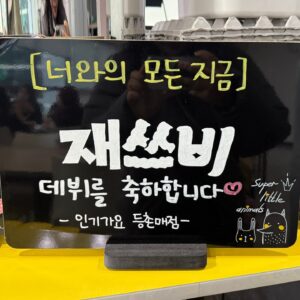 [너와의 모든 지금]
재쓰비
데뷔를 축하합니다♡
- 인기가요 등촌매점 -
Super
little
animals